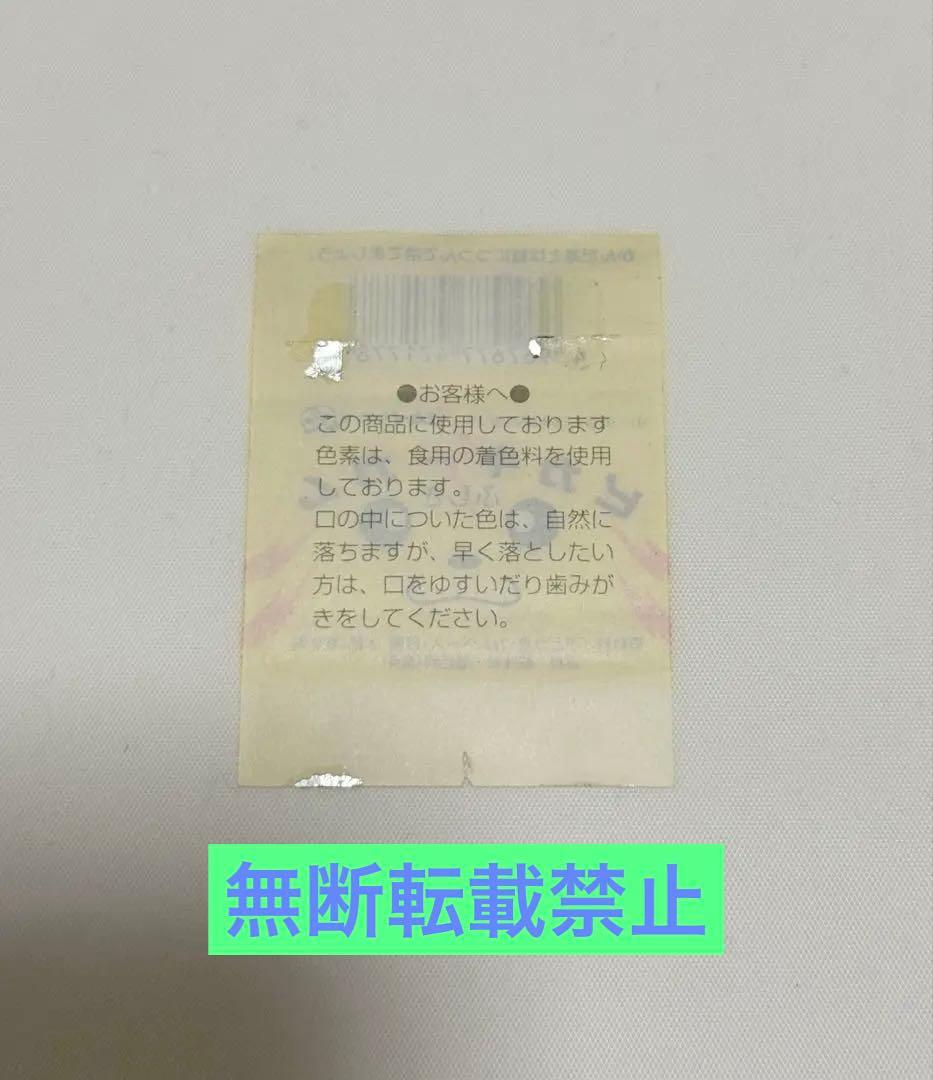 ●お客様へ●
この商品に使用しております
色素は、食用の着色料を使用
しております。
口の中についた色は、自然に
落ちますが、早く落としたい
方は、口をゆすいだり歯みが
きをしてください。
無断転載禁止